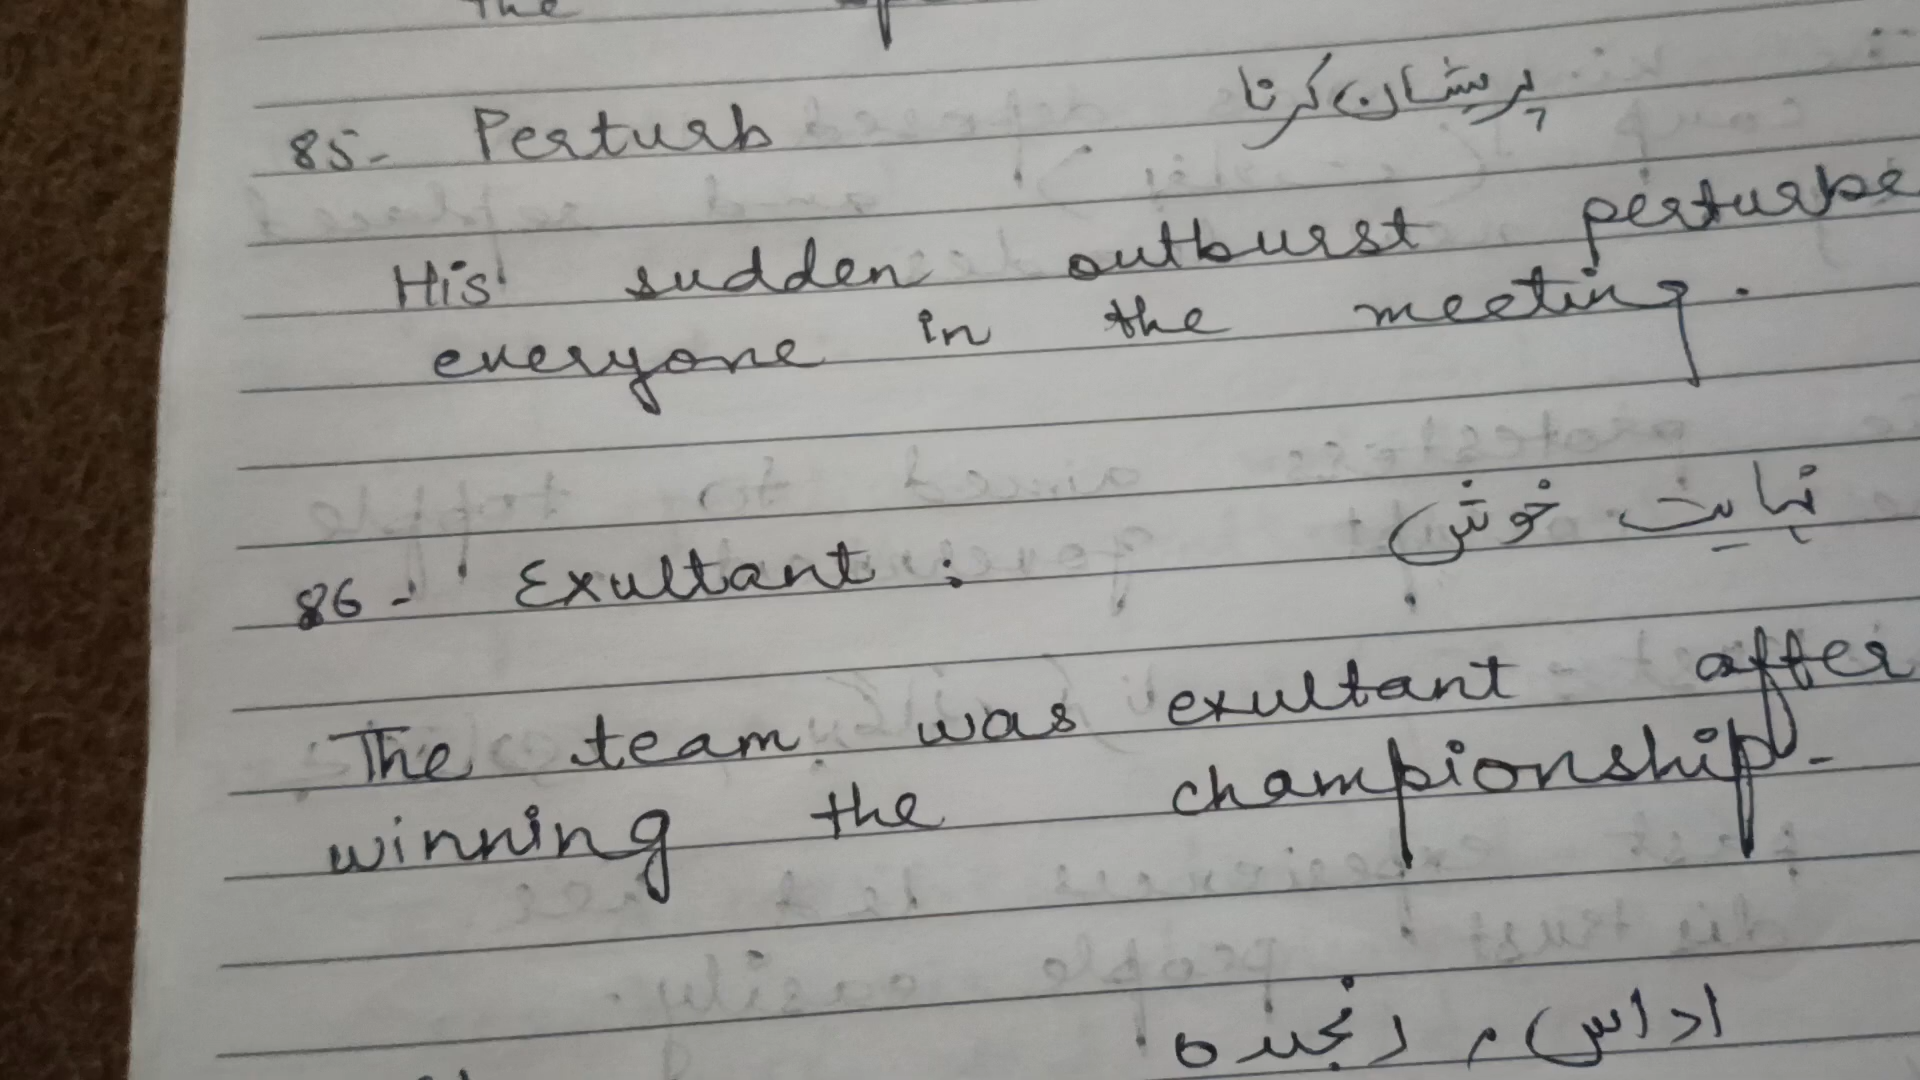 The
85- Perturb پریشان کرنا
His sudden outburst perturbe
everyone in the meeting.
86- Exultant : نہایت خوش
The team was exultant after
winning the championship-
اداس، رنجیدہ